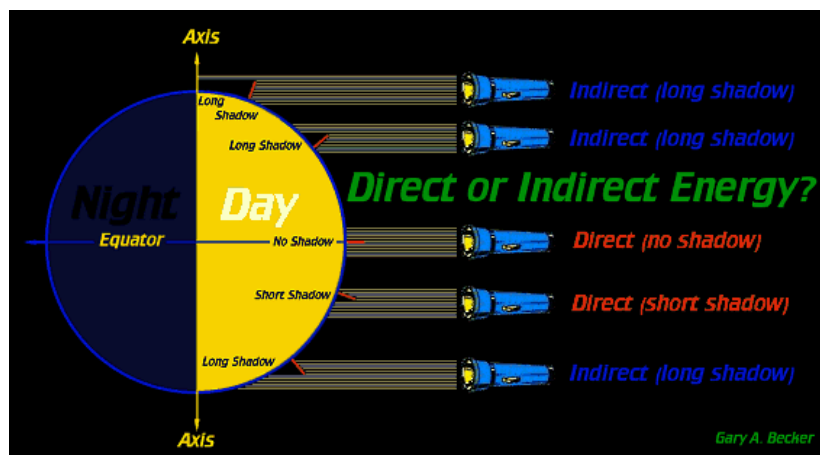 Axis
Indirect (long shadow)
Long
Shadow
Indirect (long shadow)
Long Shadow
Direct or Indirect Energy?
Night
Day
Equator
No Shadow
Direct (no shadow)
Short Shadow
Direct (short shadow)
Long Shadow
Indirect (long shadow)
Axis
Gary A. Becker